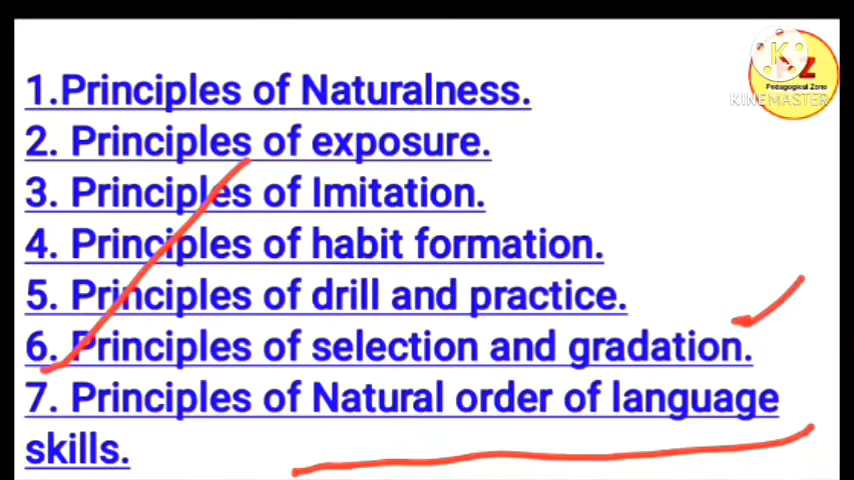 1.Principles of Naturalness.
2. Principles of exposure.
3. Principles of Imitation.
4. Principles of habit formation.
5. Principles of drill and practice.
6. Principles of selection and gradation.
7. Principles of Natural order of language
skills.
K Z
Pedagogical Zone
KINEMASTER